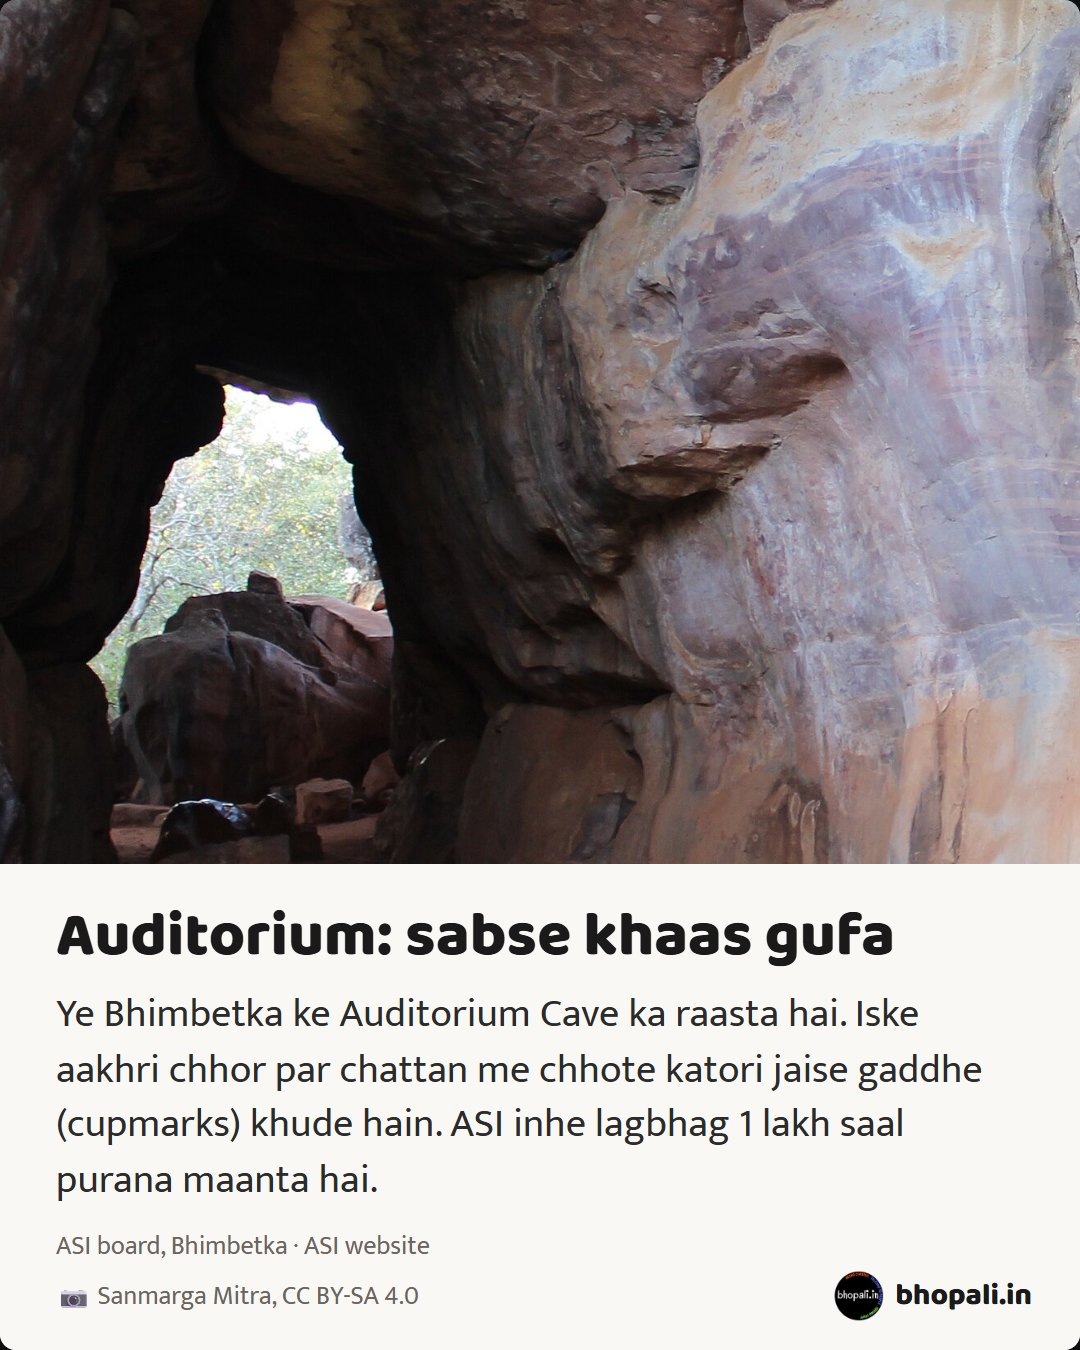 Auditorium: sabse khaas gufa
Ye Bhimbetka ke Auditorium Cave ka raasta hai. Iske
aakhri chhor par chattan me chhote katori jaise gaddhe
(cupmarks) khude hain. ASI inhe lagbhag 1 lakh saal
purana maanta hai.
ASI board, Bhimbetka · ASI website
📷 Sanmarga Mitra, CC BY-SA 4.0
bhopali.in
bhopali.in